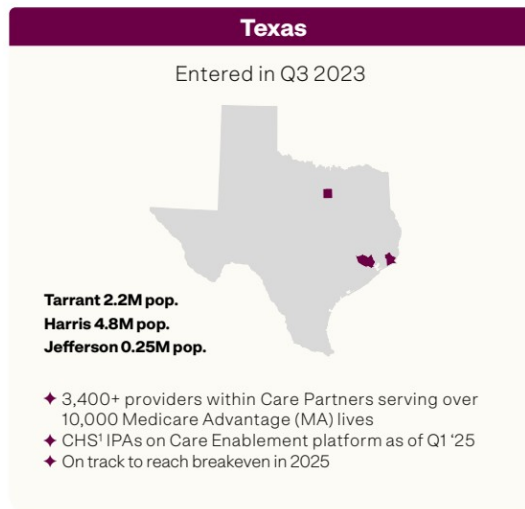 Texas
Entered in Q3 2023
Tarrant 2.2M pop.
Harris 4.8M pop.
Jefferson 0.25M pop.
✦ 3,400+ providers within Care Partners serving over
10,000 Medicare Advantage (MA) lives
✦ CHS¹ IPAs on Care Enablement platform as of Q1 ‘25
✦ On track to reach breakeven in 2025